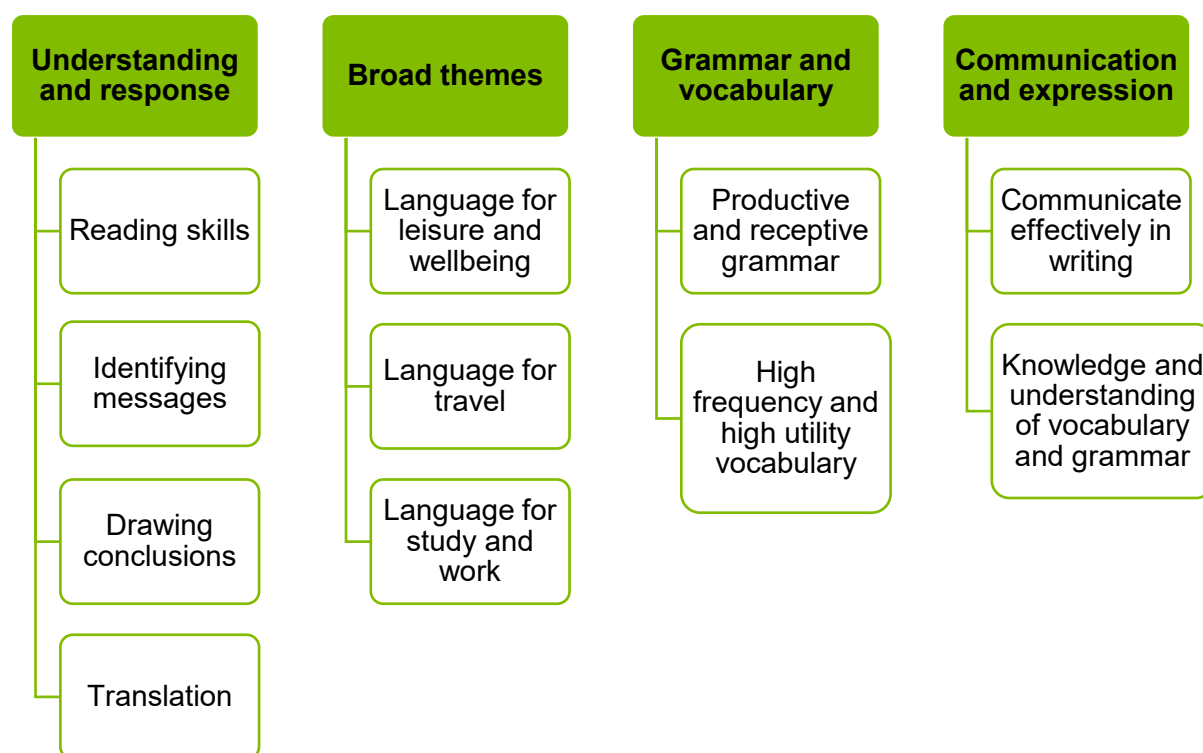 Understanding
and response
Reading skills
Identifying
messages
Drawing
conclusions
Translation
Broad themes
Language for
leisure and
wellbeing
Language for
travel
Language for
study and
work
Grammar and
vocabulary
Productive
and receptive
grammar
High
frequency and
high utility
vocabulary
Communication
and expression
Communicate
effectively in
writing
Knowledge and
understanding
of vocabulary
and grammar